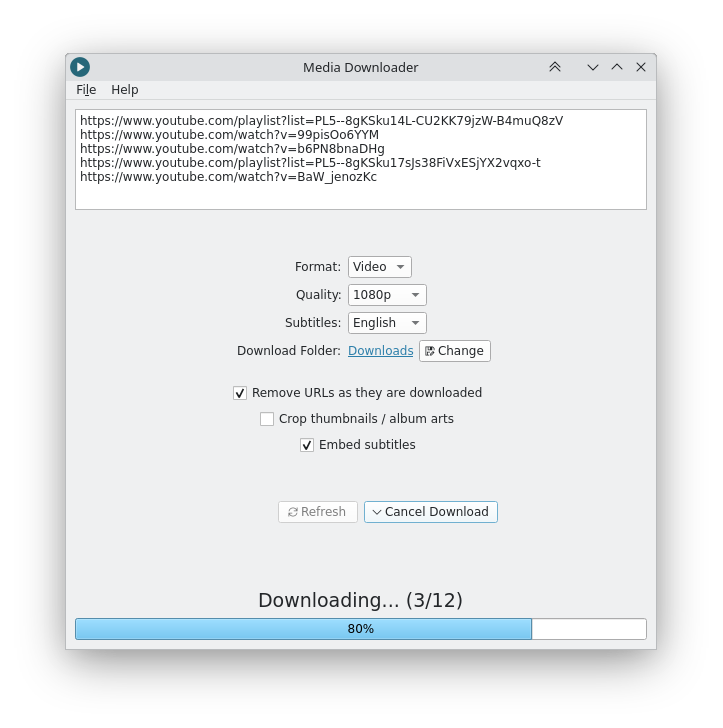 Media Downloader
File Help
https://www.youtube.com/playlist?list=PL5--8gKSku14L-CU2KK79jzW-B4muQ8zV
https://www.youtube.com/watch?v=99pisOo6YYM
https://www.youtube.com/watch?v=b6PN8bnaDHg
https://www.youtube.com/playlist?list=PL5--8gKSku17sJs38FiVxESjYX2vqxo-t
https://www.youtube.com/watch?v=BaW_jenozKc
Format: Video
Quality: 1080p
Subtitles: English
Download Folder: Downloads Change
Remove URLs as they are downloaded
Crop thumbnails / album arts
Embed subtitles
Refresh Cancel Download
Downloading... (3/12)
80%